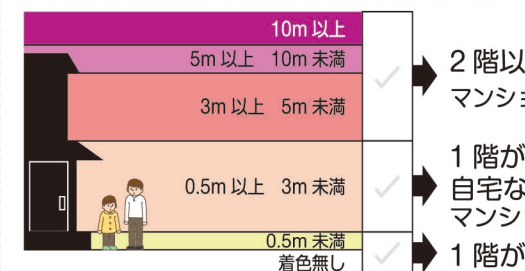 10m 以上
5m 以上 10m 未満
3m 以上 5m 未満
0.5m 以上 3m 未満
0.5m 未満
着色無し
2 階以
マンショ
1 階が
自宅な
マンシ
1 階が